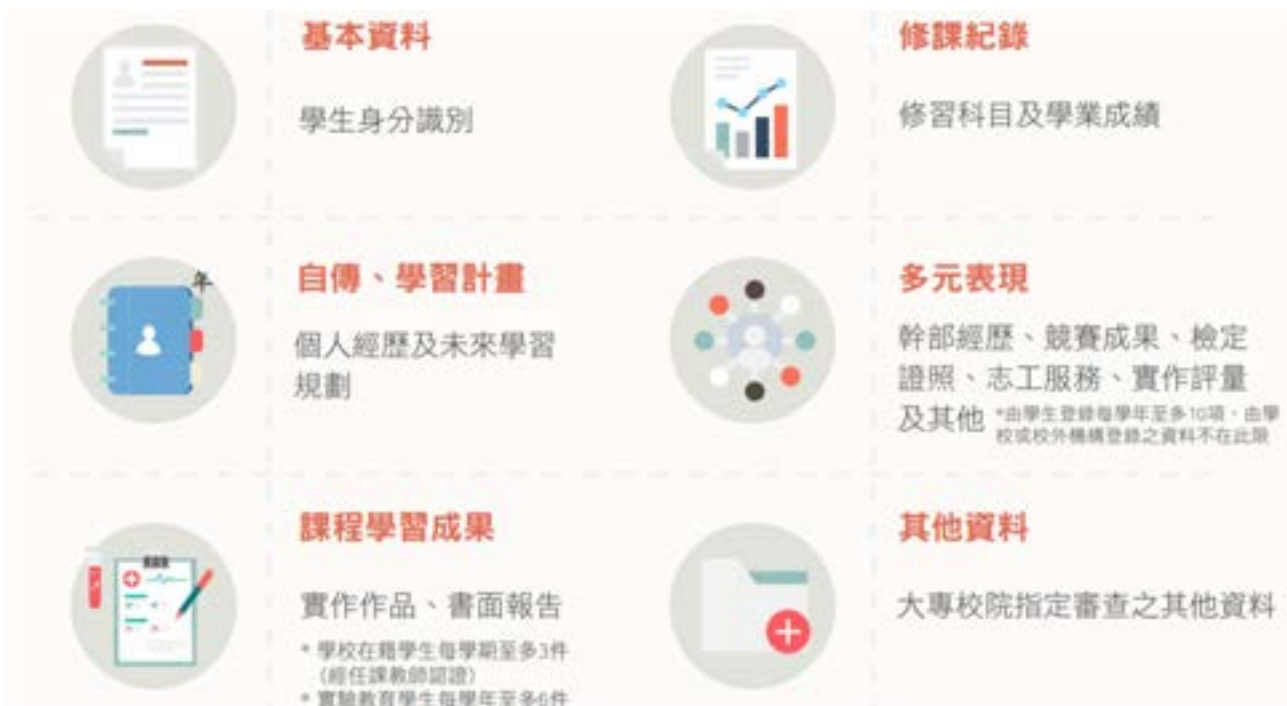 基本資料
學生身分識別
修課紀錄
修習科目及學業成績
自傳、學習計畫
個人經歷及未來學習
規劃
年
多元表現
幹部經歷、競賽成果、檢定
證照、志工服務、實作評量
及其他 *由學生登錄每學年至多10項，由學
校或校外機構登錄之資料不在此限
課程學習成果
實作作品、書面報告
* 學校在籍學生每學期至多3件
(經任課教師認證)
* 實驗教育學生每學年至多6件
其他資料
大專校院指定審查之其他資料